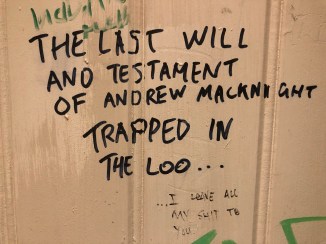 THE LAST WILL
AND TESTAMENT
OF ANDREW MACKNIGHT
TRAPPED IN
THE LOO...
...I LEAVE ALL
MY SHIT TO
YOU